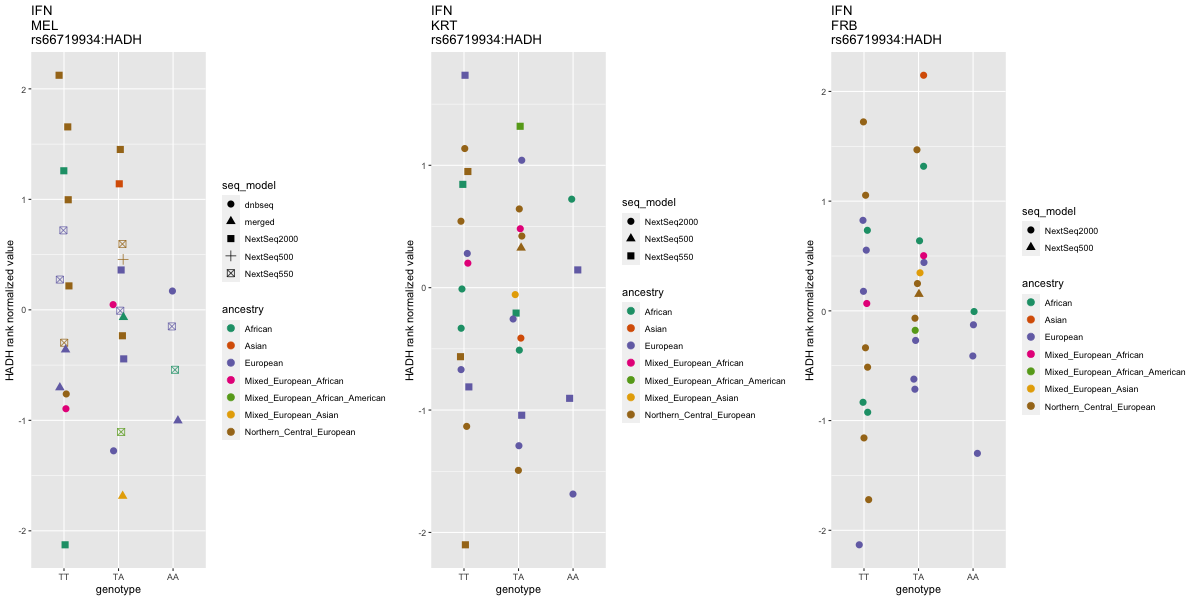 IFN
MEL
rs66719934:HADH
HADH rank normalized value
2
1
0
-1
-2
TT
TA
AA
genotype
seq_model
dnbseq
merged
NextSeq2000
NextSeq500
NextSeq550
ancestry
African
Asian
European
Mixed_European_African
Mixed_European_African_American
Mixed_European_Asian
Northern_Central_European
IFN
KRT
rs66719934:HADH
HADH rank normalized value
1
0
-1
-2
TT
TA
AA
genotype
seq_model
NextSeq2000
NextSeq500
NextSeq550
ancestry
African
Asian
European
Mixed_European_African
Mixed_European_African_American
Mixed_European_Asian
Northern_Central_European
IFN
FRB
rs66719934:HADH
HADH rank normalized value
2
1
0
-1
-2
TT
TA
AA
genotype
seq_model
NextSeq2000
NextSeq500
ancestry
African
Asian
European
Mixed_European_African
Mixed_European_African_American
Mixed_European_Asian
Northern_Central_European